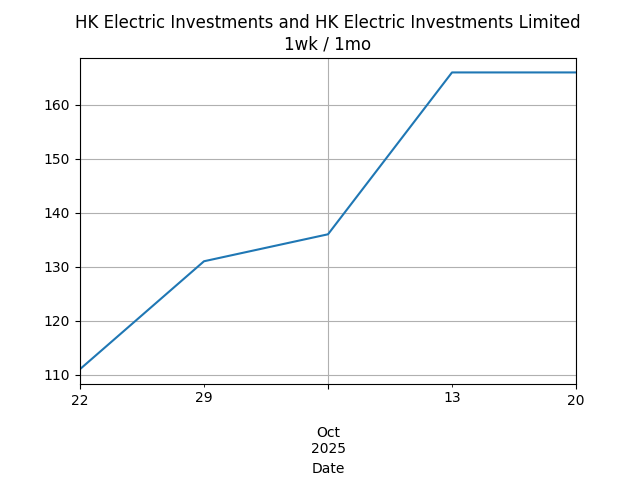 HK Electric Investments and HK Electric Investments Limited
1wk / 1mo
160
150
140
130
120
110
22
29
13
20
Oct
2025
Date